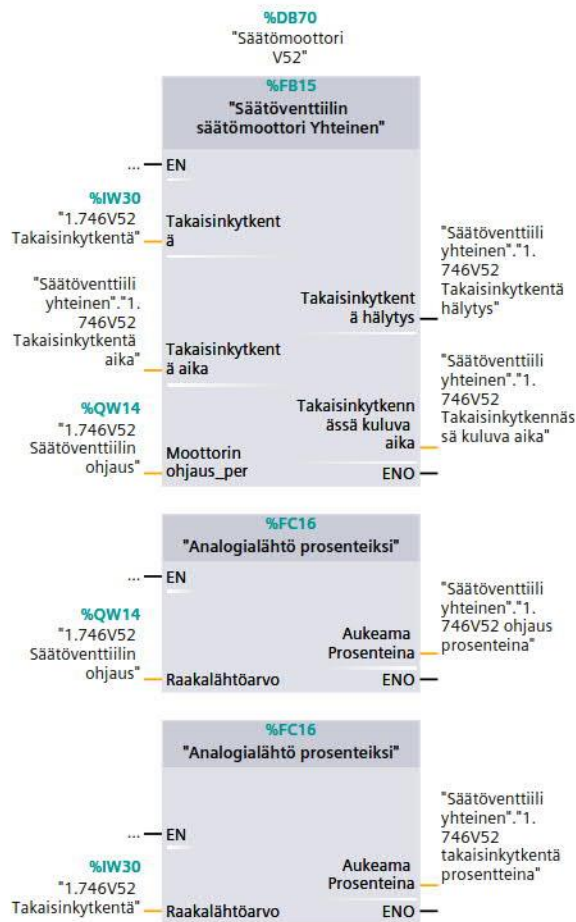 %DB70
"Säätömoottori
V52"
%FB15
"Säätöventtiilin
säätömoottori Yhteinen"
... EN
%IW30
"1.746V52
Takaisinkytkentä"
Takaisinkytkent
ä
"Säätöventtiili
yhteinen"."1.
746V52
Takaisinkytkentä
aika"
Takaisinkytkent
ä aika
%QW14
"1.746V52
Säätöventtiilin
ohjaus"
Moottorin
ohjaus_per
Takaisinkytkent
ä hälytys
"Säätöventtiili
yhteinen"."1.
746V52
Takaisinkytkentä
hälytys"
Takaisinkytkenn
ässä kuluva
aika
"Säätöventtiili
yhteinen"."1.
746V52
Takaisinkytkennäs
sä kuluva aika"
ENO
%FC16
"Analogialähtö prosenteiksi"
... EN
%QW14
"1.746V52
Säätöventtiilin
ohjaus"
Raakalähtöarvo
Aukeama
Prosenteina
"Säätöventtiili
yhteinen"."1.
746V52 ohjaus
prosenteina"
ENO
%FC16
"Analogialähtö prosenteiksi"
... EN
%IW30
"1.746V52
Takaisinkytkentä"
Raakalähtöarvo
Aukeama
Prosenteina
"Säätöventtiili
yhteinen"."1.
746V52
takaisinkytkentä
prosentteina"
ENO